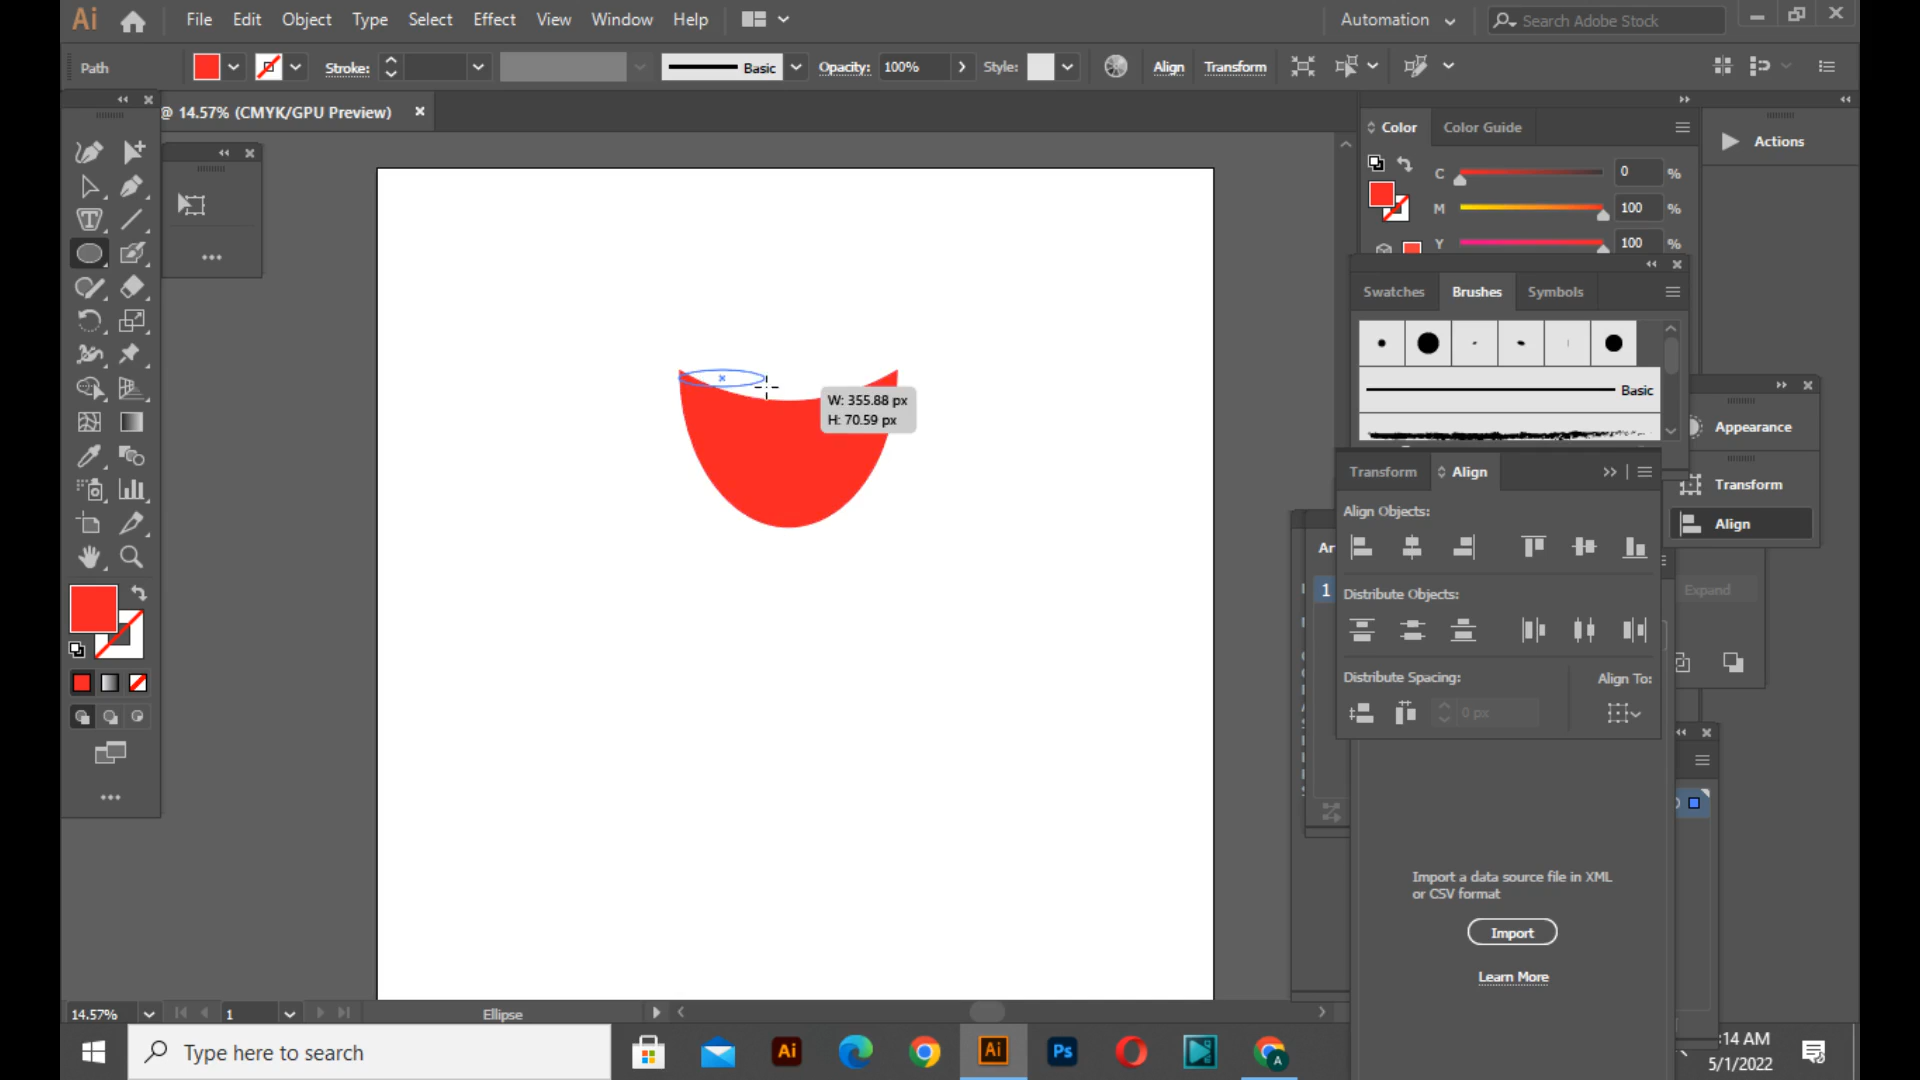 Ai File Edit Object Type Select Effect View Window Help Automation Search Adobe Stock
Path Stroke: Basic Opacity: 100% Style: Align Transform
@ 14.57% (CMYK/GPU Preview)
Color Color Guide
Actions
C 0 %
M 100 %
Y 100 %
Swatches Brushes Symbols
Basic
W: 355.88 px
H: 70.59 px
Appearance
Transform Align
Transform
Align
Align Objects:
Ar
1
Expand
Distribute Objects:
Distribute Spacing: Align To:
0 px
Import a data source file in XML
or CSV format
Import
Learn More
14.57% 1 Ellipse
Type here to search
Ai
Ai
Ps
A
:14 AM
5/1/2022